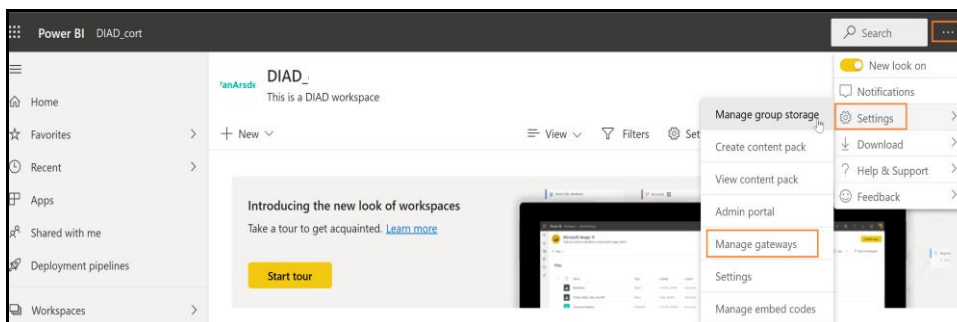 Power BI DIAD_cort
Search
...
New look on
Notifications
Settings
Download
Help & Support
Feedback
Manage group storage
Create content pack
View content pack
Admin portal
Manage gateways
Settings
Manage embed codes
Home
Favorites
Recent
Apps
Shared with me
Deployment pipelines
Workspaces
DIAD_
This is a DIAD workspace
New
View
Filters
Set
Introducing the new look of workspaces
Take a tour to get acquainted. Learn more
Start tour